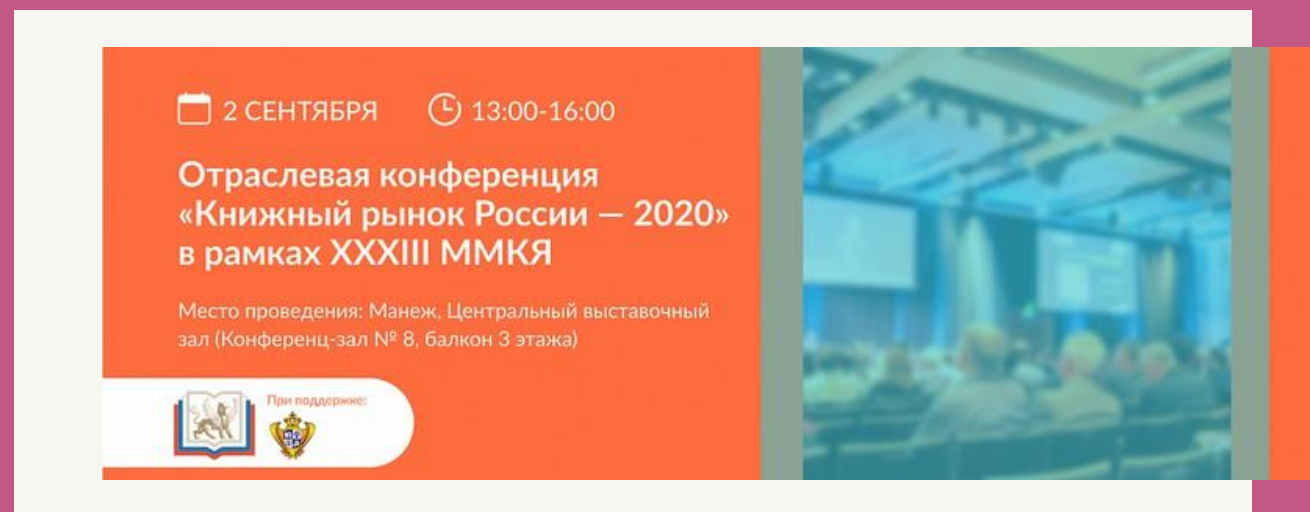 2 СЕНТЯБРЯ 13:00-16:00
Отраслевая конференция
«Книжный рынок России — 2020»
в рамках XXXIII ММКЯ
Место проведения: Манеж, Центральный выставочный
зал (Конференц-зал № 8, балкон 3 этажа)
При поддержке: